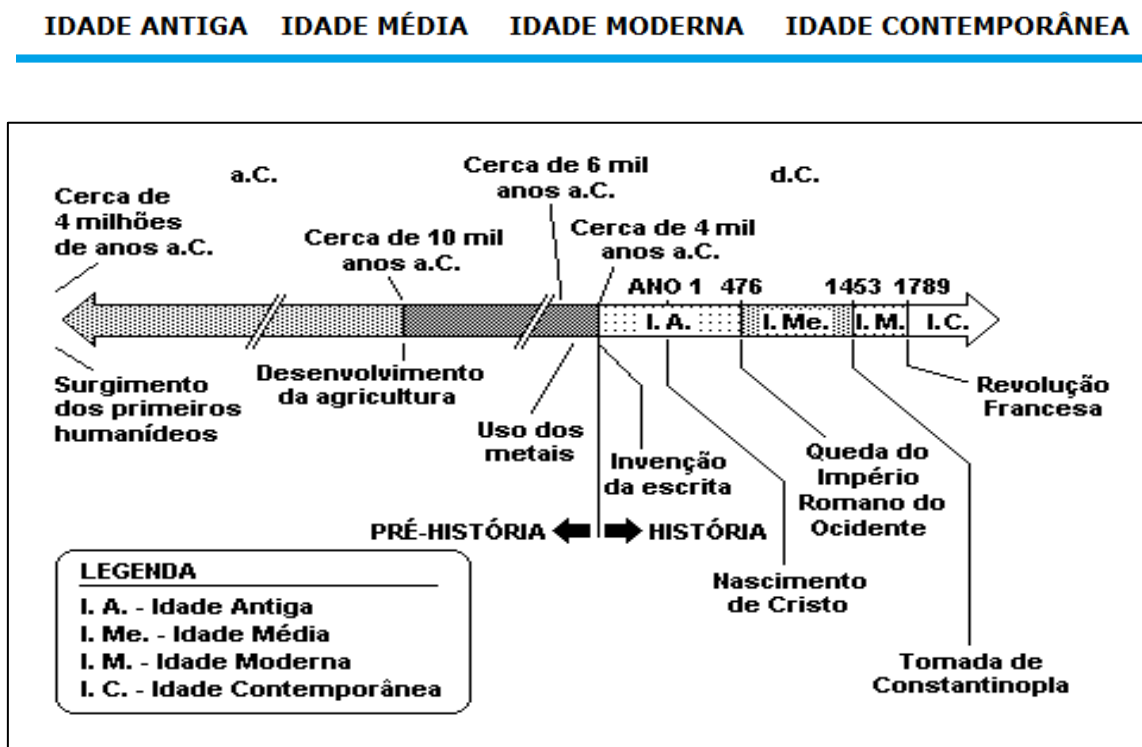 IDADE ANTIGA IDADE MÉDIA IDADE MODERNA IDADE CONTEMPORÂNEA
a.C.
Cerca de 6 mil
anos a.C.
d.C.
Cerca de
4 milhões
de anos a.C.
Cerca de 10 mil
anos a.C.
Cerca de 4 mil
anos a.C.
ANO 1 476 1453 1789
I. A. I. Me. I. M. I. C.
Surgimento
dos primeiros
humanídeos
Desenvolvimento
da agricultura
Uso dos
metais
Invenção
da escrita
Queda do
Império
Romano do
Ocidente
Revolução
Francesa
PRÉ-HISTÓRIA HISTÓRIA
Nascimento
de Cristo
Tomada de
Constantinopla
LEGENDA
I. A. - Idade Antiga
I. Me. - Idade Média
I. M. - Idade Moderna
I. C. - Idade Contemporânea